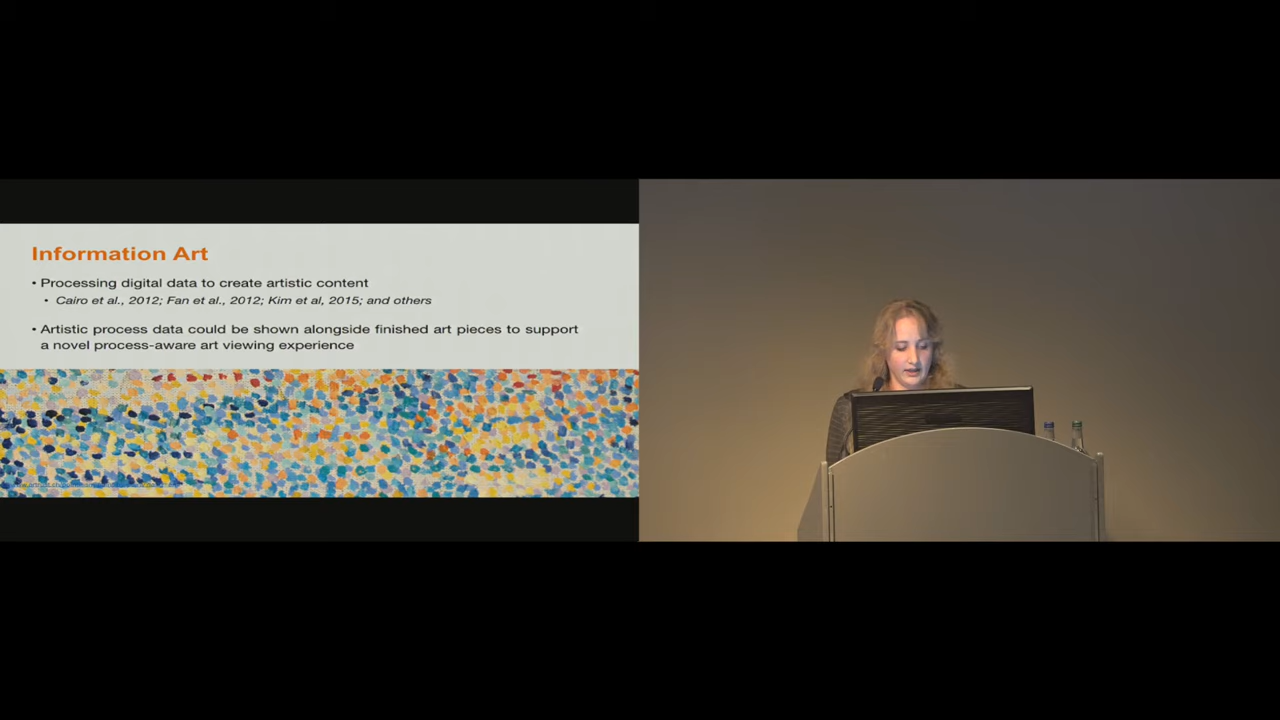 Information Art
• Processing digital data to create artistic content
• Cairo et al., 2012; Fan et al., 2012; Kim et al, 2015; and others
• Artistic process data could be shown alongside finished art pieces to support
a novel process-aware art viewing experience